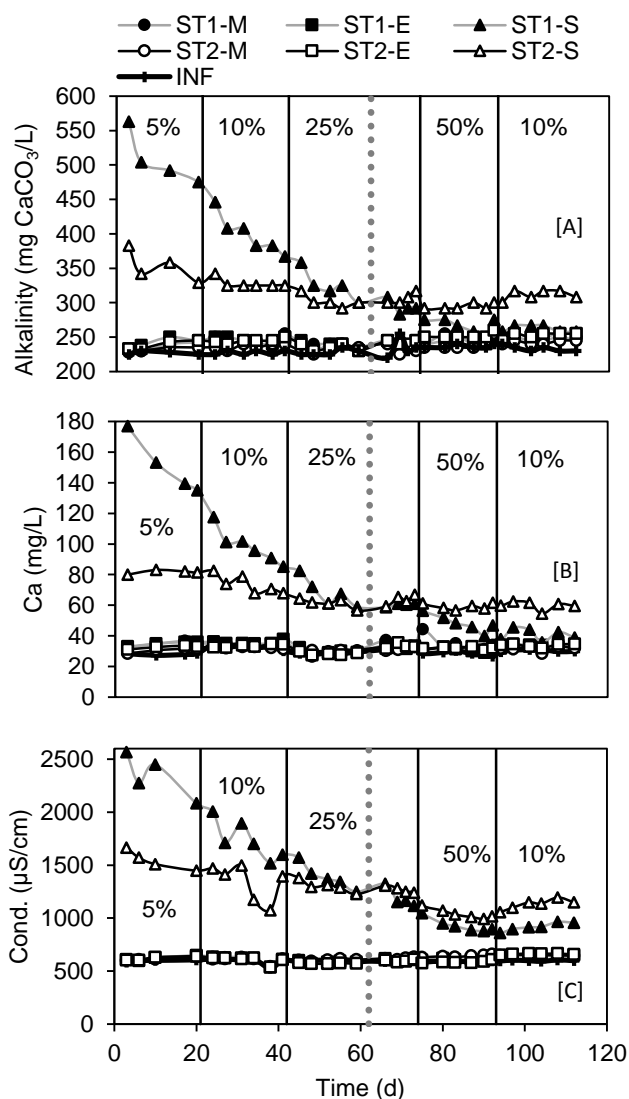 ST1-M ST1-E ST1-S
ST2-M ST2-E ST2-S
INF
600
550
500
450
400
350
300
250
200
Alkalinity (mg CaCO3/L)
5% 10% 25% 50% 10%
[A]
180
160
140
120
100
80
60
40
20
0
Ca (mg/L)
10% 25% 50% 10%
5%
[B]
2500
2000
1500
1000
500
0
Cond. (µS/cm)
10%
25%
50% 10%
5%
[C]
0 20 40 60 80 100 120
Time (d)